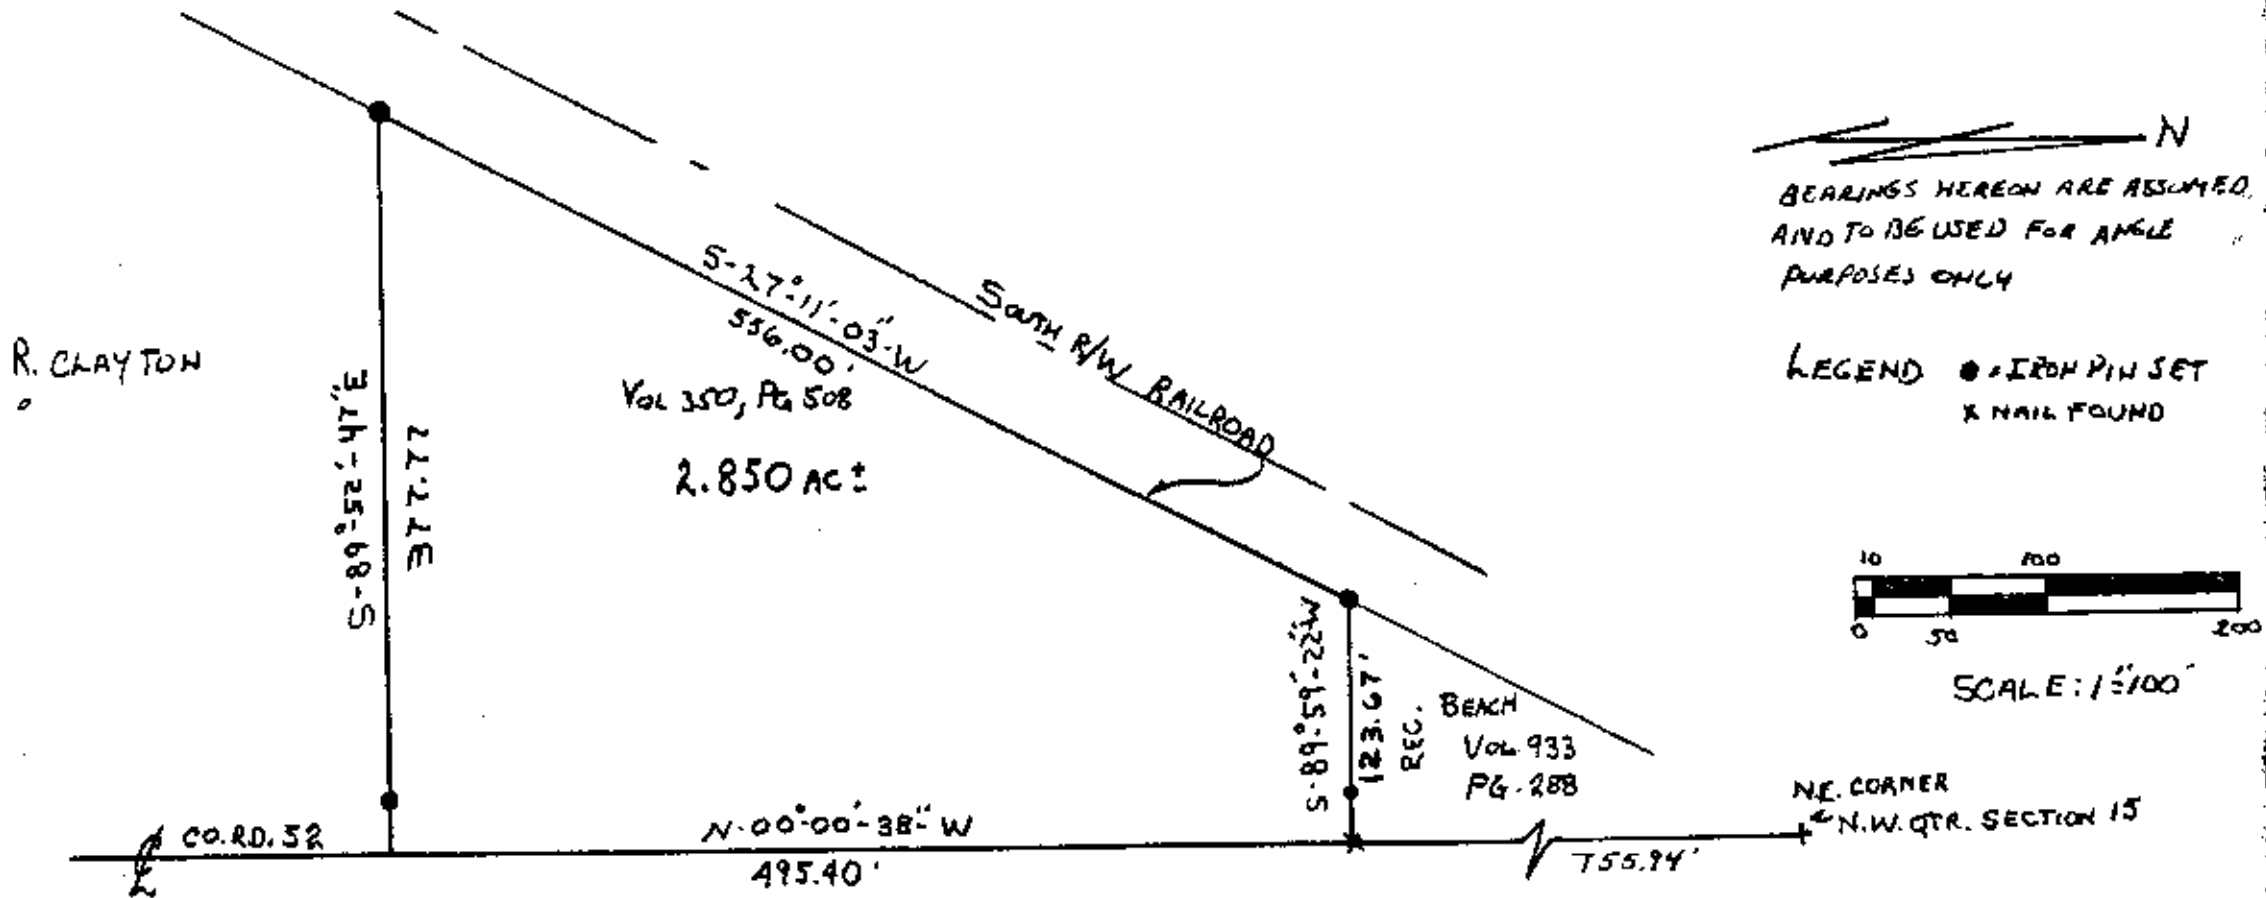 N
BEARINGS HEREON ARE ASSUMED,
AND TO BE USED FOR ANGLE
PURPOSES ONLY
LEGEND ● = IRON PIN SET
X NAIL FOUND
10 100
0 50 200
SCALE: 1"=100'
R. CLAYTON
S-89°-52'-47"E
377.77
S-27°-11'-03"-W
556.00'
VOL 350, PG 508
2.850 AC ±
SOUTH R/W RAILROAD
S-89°-59'-22"W
123.67'
REC.
BEACH
VOL. 933
PG. 288
N.E. CORNER
N.W. QTR. SECTION 15
℄ CO. RD. 52
N-00°-00'-38"-W
495.40'
755.94'